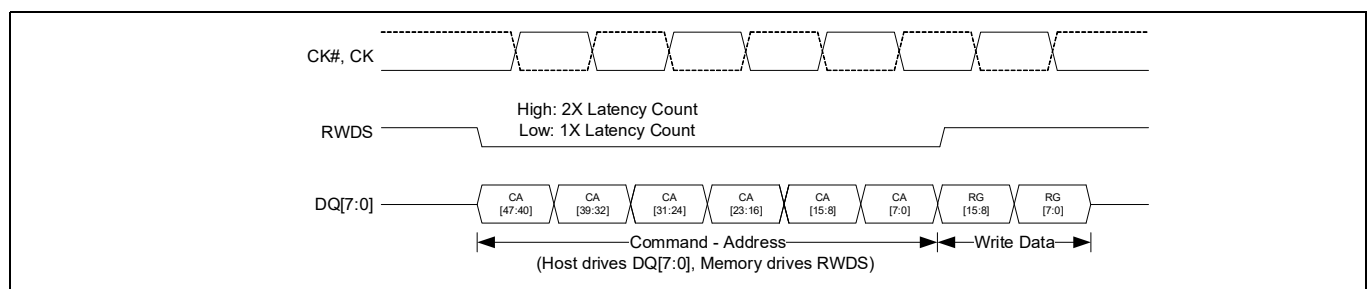 CK#, CK
High: 2X Latency Count
RWDS
Low: 1X Latency Count
DQ[7:0]
CA [47:40]
CA [39:32]
CA [31:24]
CA [23:16]
CA [15:8]
CA [7:0]
RG [15:8]
RG [7:0]
Command - Address
Write Data
(Host drives DQ[7:0], Memory drives RWDS)